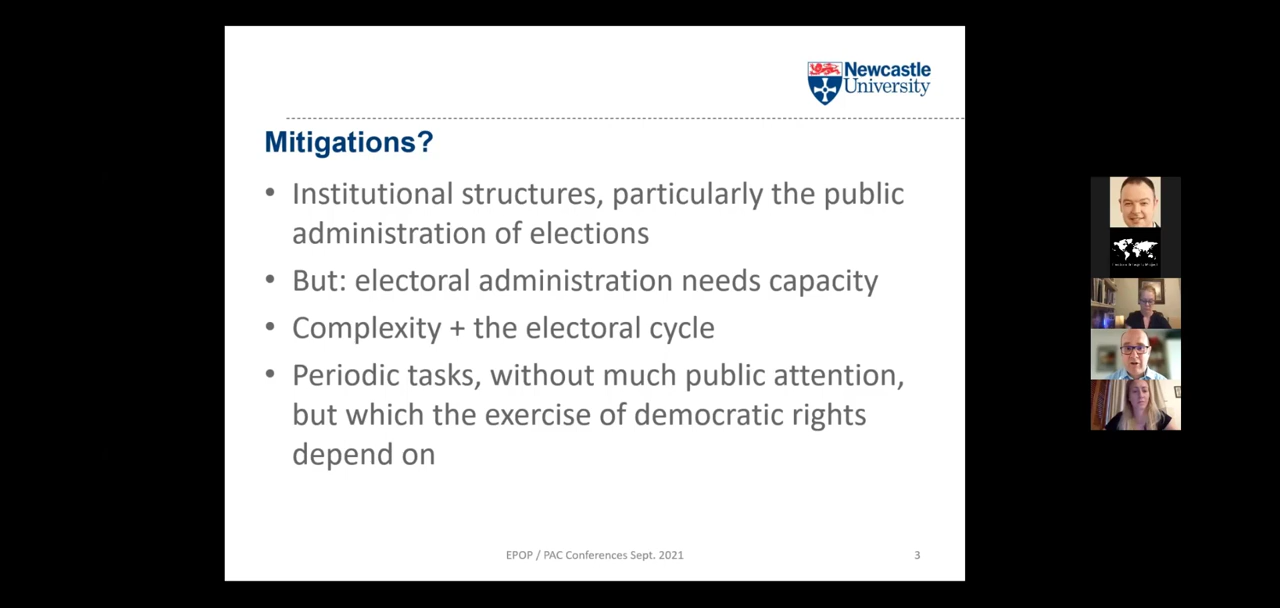 Newcastle
University
Mitigations?
• Institutional structures, particularly the public
administration of elections
• But: electoral administration needs capacity
• Complexity + the electoral cycle
• Periodic tasks, without much public attention,
but which the exercise of democratic rights
depend on
EPOP / PAC Conferences Sept. 2021
3